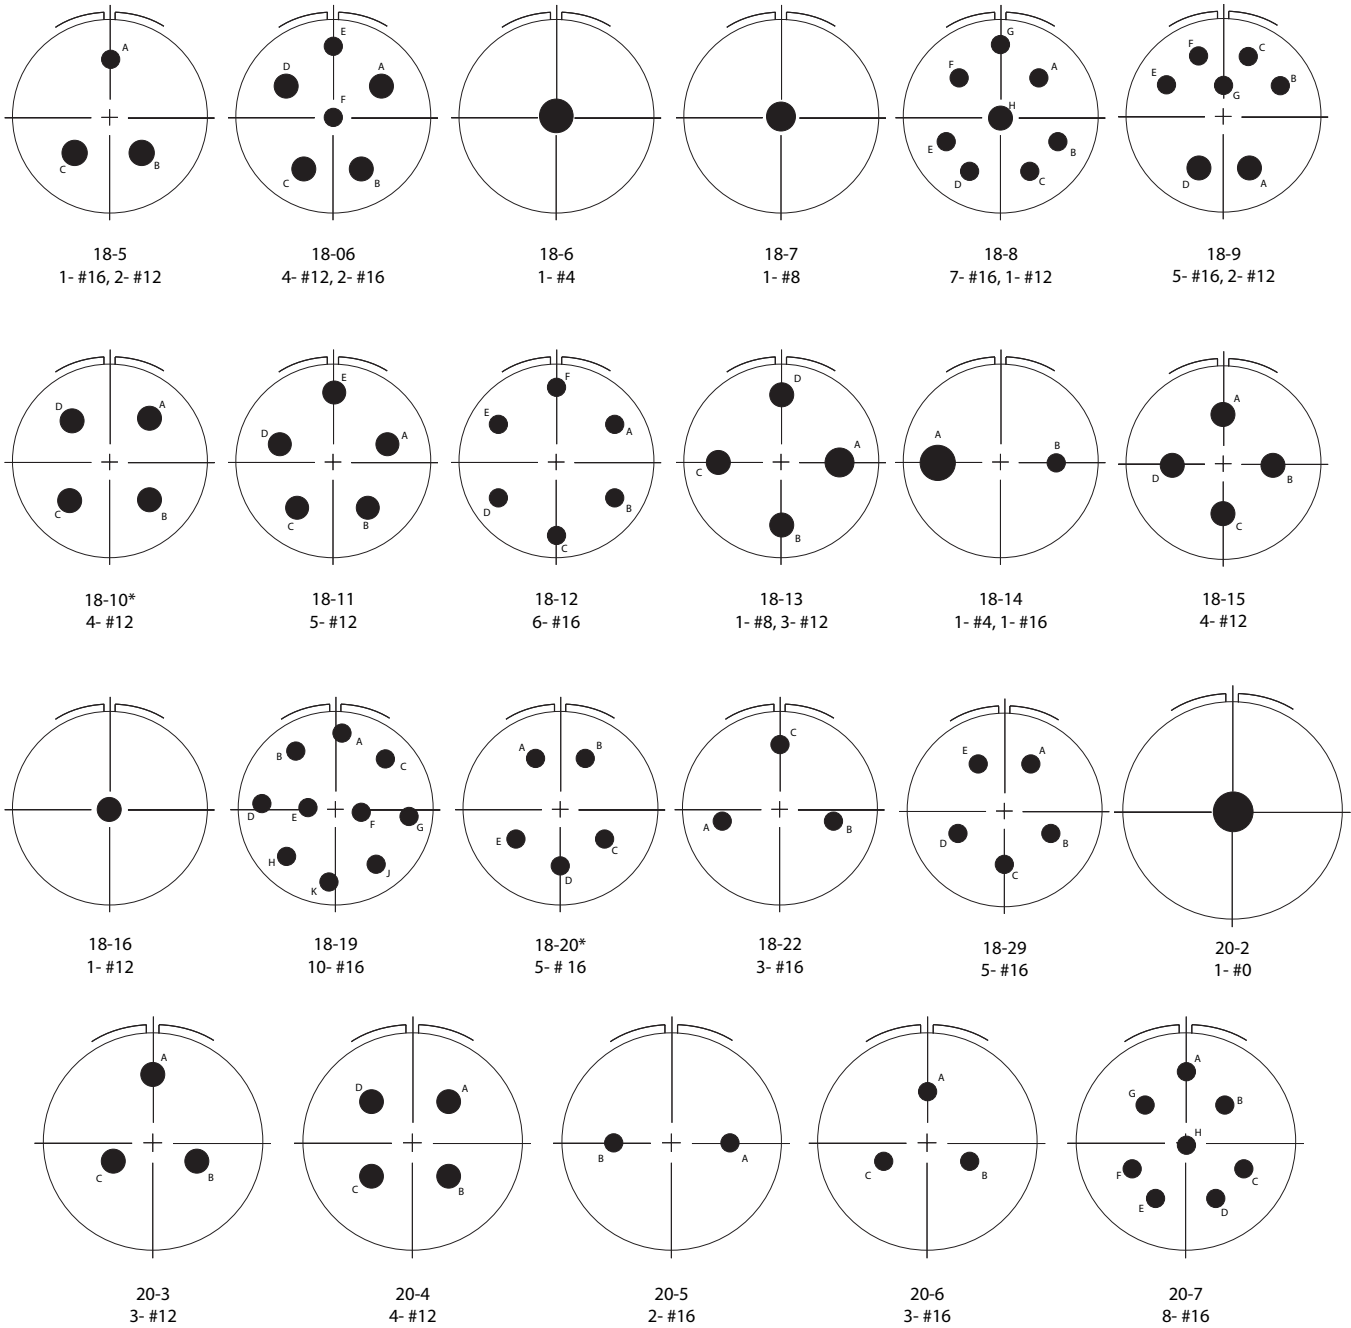 A
C
B
18-5
1- #16, 2- #12
E
D
A
F
C
B
18-06
4- #12, 2- #16
18-6
1- #4
18-7
1- #8
G
F
A
H
E
B
D
C
18-8
7- #16, 1- #12
F
C
E
B
G
D
A
18-9
5- #16, 2- #12
D
A
C
B
18-10*
4- #12
E
D
A
C
B
18-11
5- #12
F
E
A
D
B
C
18-12
6- #16
D
A
C
B
18-13
1- #8, 3- #12
A
B
18-14
1- #4, 1- #16
A
D
B
C
18-15
4- #12
18-16
1- #12
A
B
C
D
E
F
G
H
J
K
18-19
10- #16
A
B
E
C
D
18-20*
5- # 16
C
A
B
18-22
3- #16
E
A
D
B
C
18-29
5- #16
20-2
1- #0
A
C
B
20-3
3- #12
D
A
C
B
20-4
4- #12
B
A
20-5
2- #16
A
C
B
20-6
3- #16
A
G
B
H
F
C
E
D
20-7
8- #16